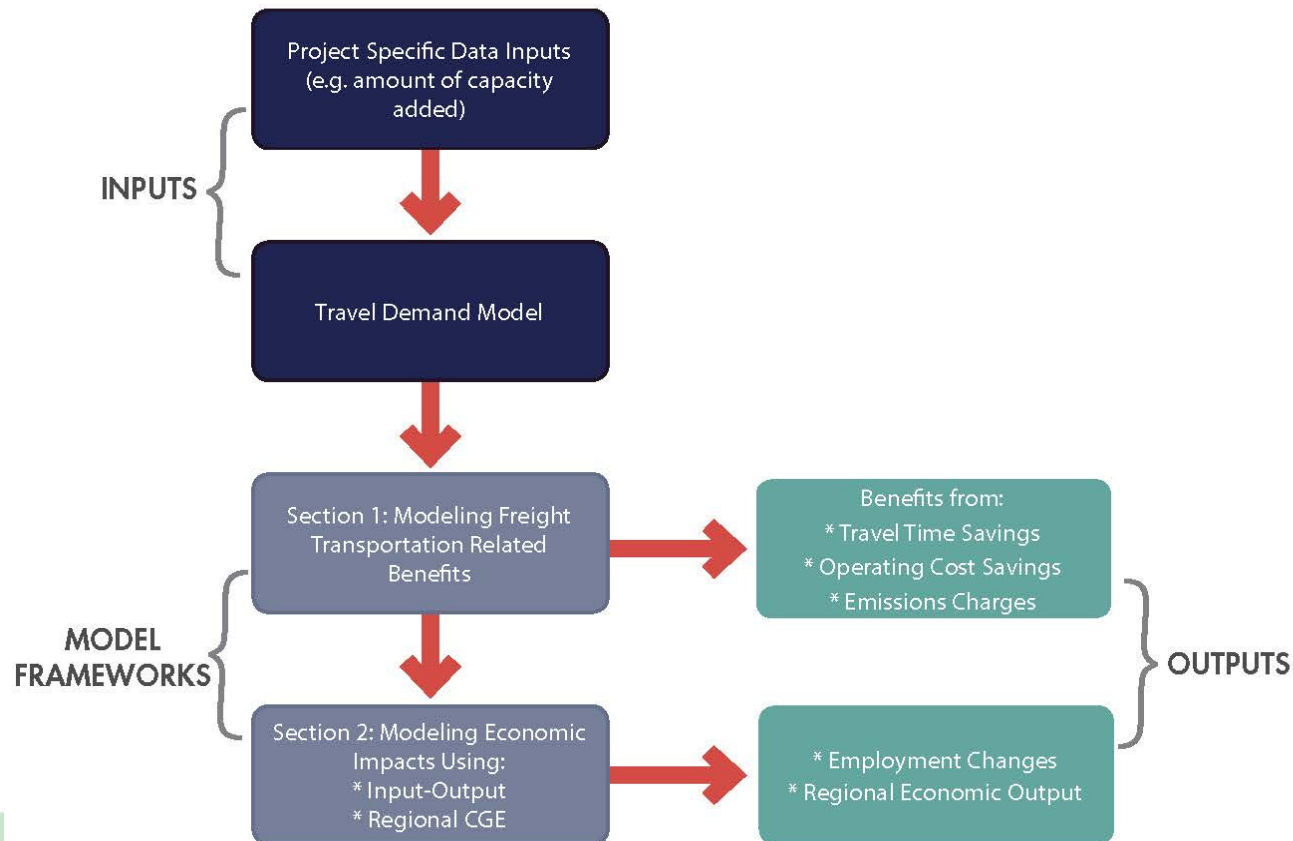 Project Specific Data Inputs
(e.g. amount of capacity
added)
INPUTS
Travel Demand Model
Section 1: Modeling Freight
Transportation Related
Benefits
Benefits from:
* Travel Time Savings
* Operating Cost Savings
* Emissions Charges
MODEL
FRAMEWORKS
OUTPUTS
Section 2: Modeling Economic
Impacts Using:
* Input-Output
* Regional CGE
* Employment Changes
* Regional Economic Output